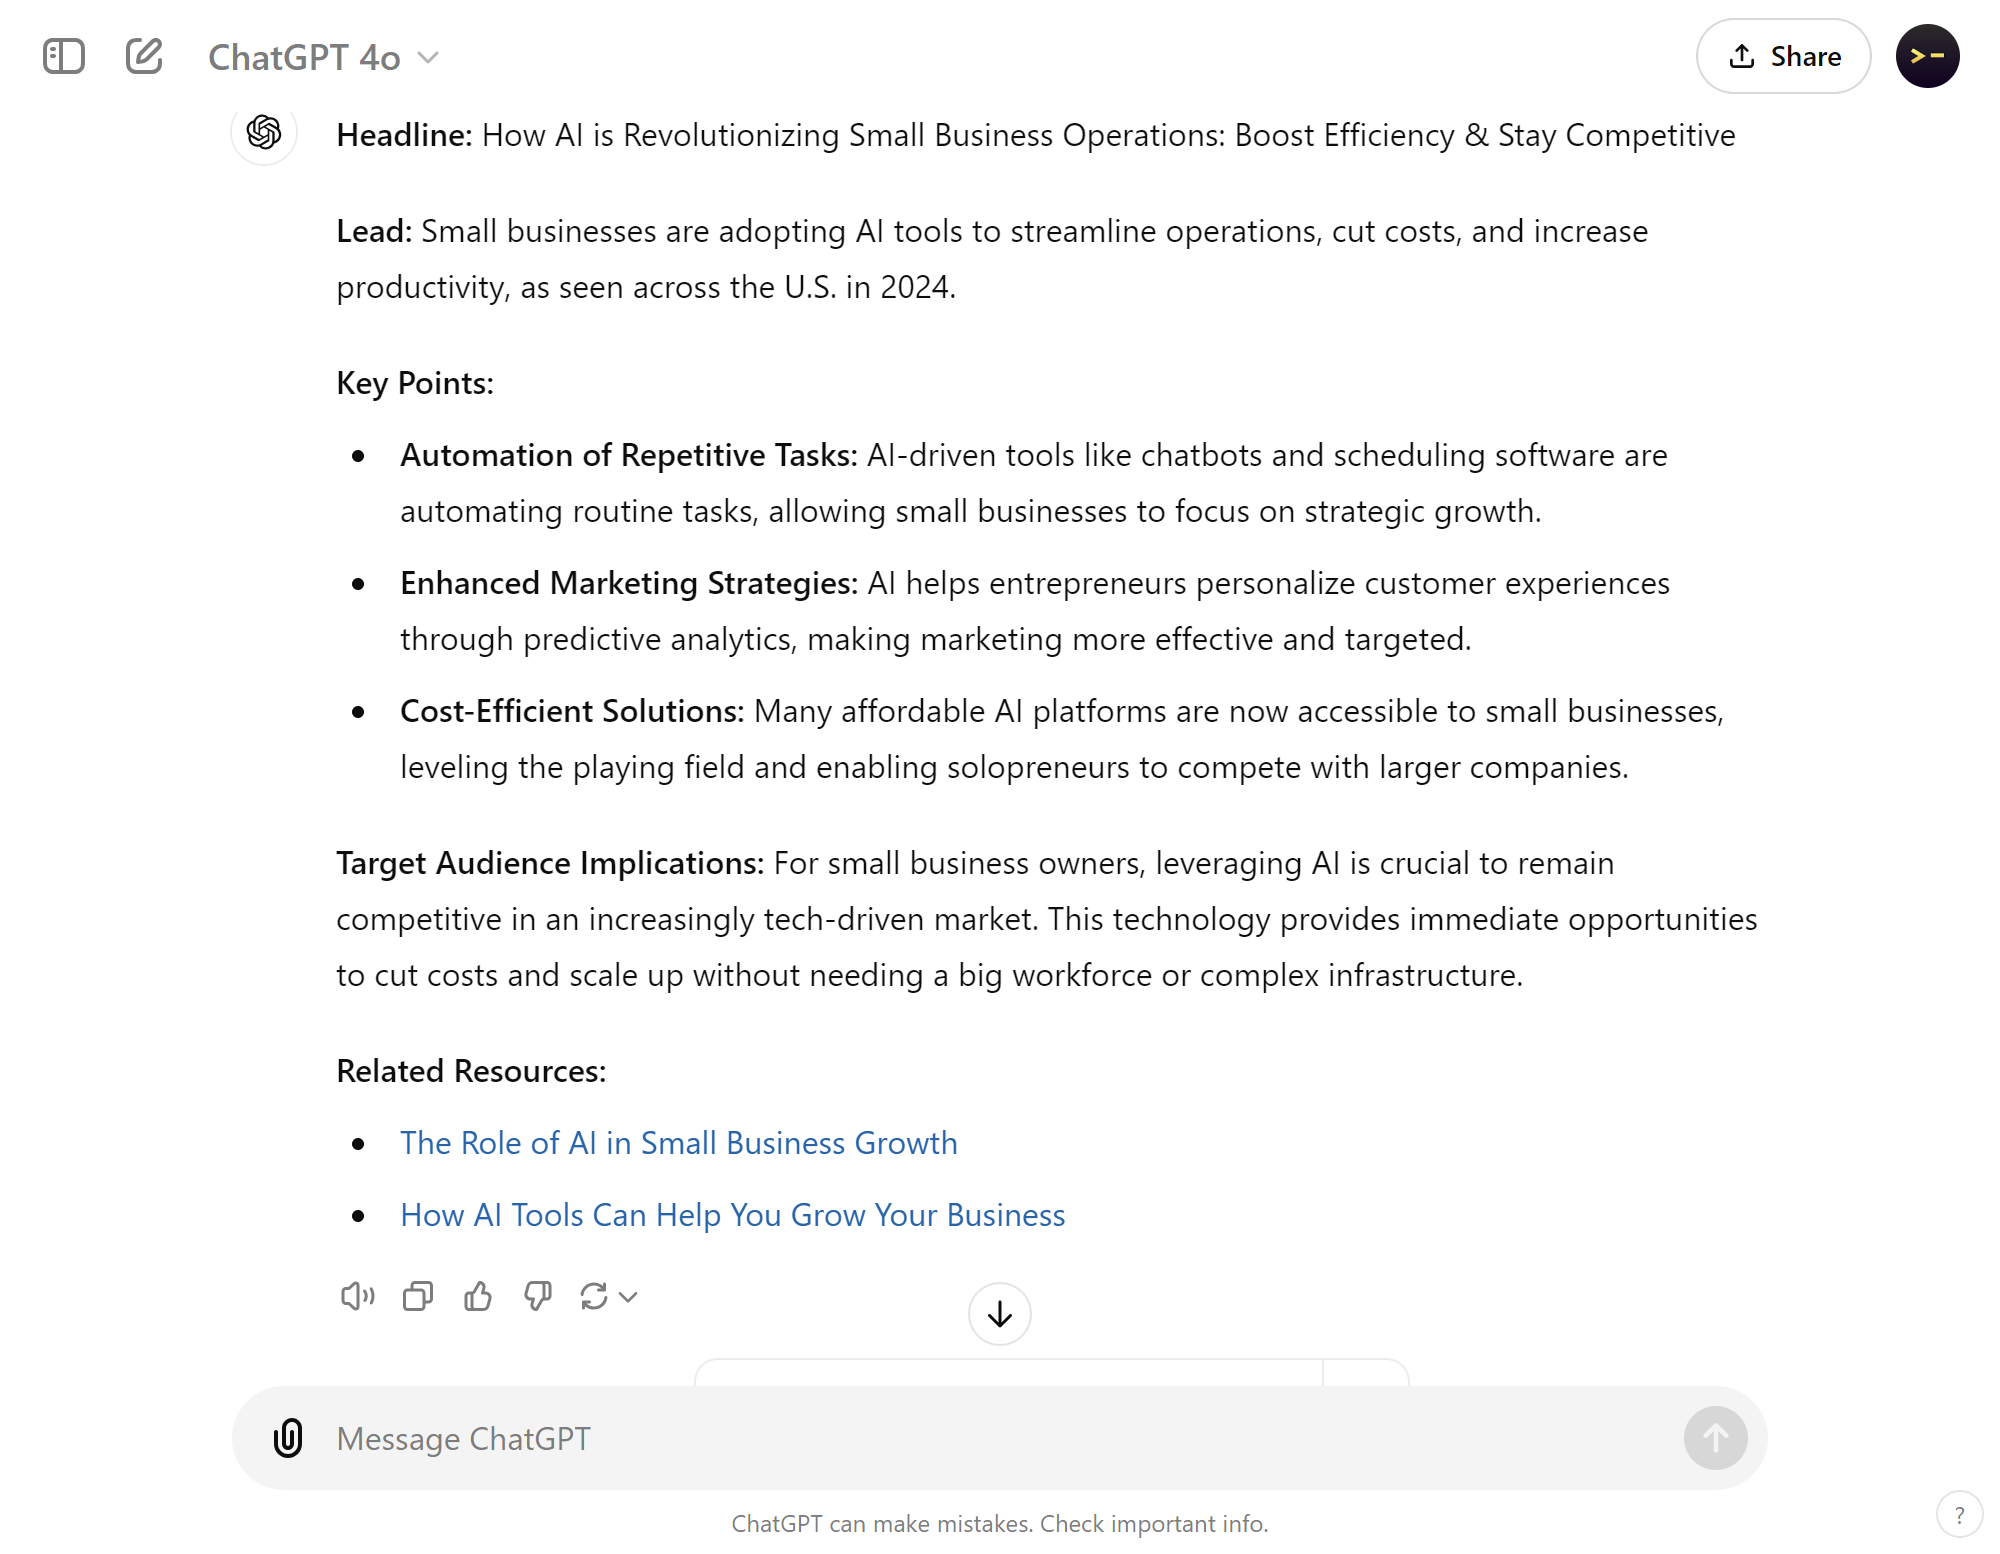 ChatGPT 4o
Share
Headline: How AI is Revolutionizing Small Business Operations: Boost Efficiency & Stay Competitive
Lead: Small businesses are adopting AI tools to streamline operations, cut costs, and increase
productivity, as seen across the U.S. in 2024.
Key Points:
• Automation of Repetitive Tasks: AI-driven tools like chatbots and scheduling software are
automating routine tasks, allowing small businesses to focus on strategic growth.
• Enhanced Marketing Strategies: AI helps entrepreneurs personalize customer experiences
through predictive analytics, making marketing more effective and targeted.
• Cost-Efficient Solutions: Many affordable AI platforms are now accessible to small businesses,
leveling the playing field and enabling solopreneurs to compete with larger companies.
Target Audience Implications: For small business owners, leveraging AI is crucial to remain
competitive in an increasingly tech-driven market. This technology provides immediate opportunities
to cut costs and scale up without needing a big workforce or complex infrastructure.
Related Resources:
• The Role of AI in Small Business Growth
• How AI Tools Can Help You Grow Your Business
Message ChatGPT
ChatGPT can make mistakes. Check important info.
?